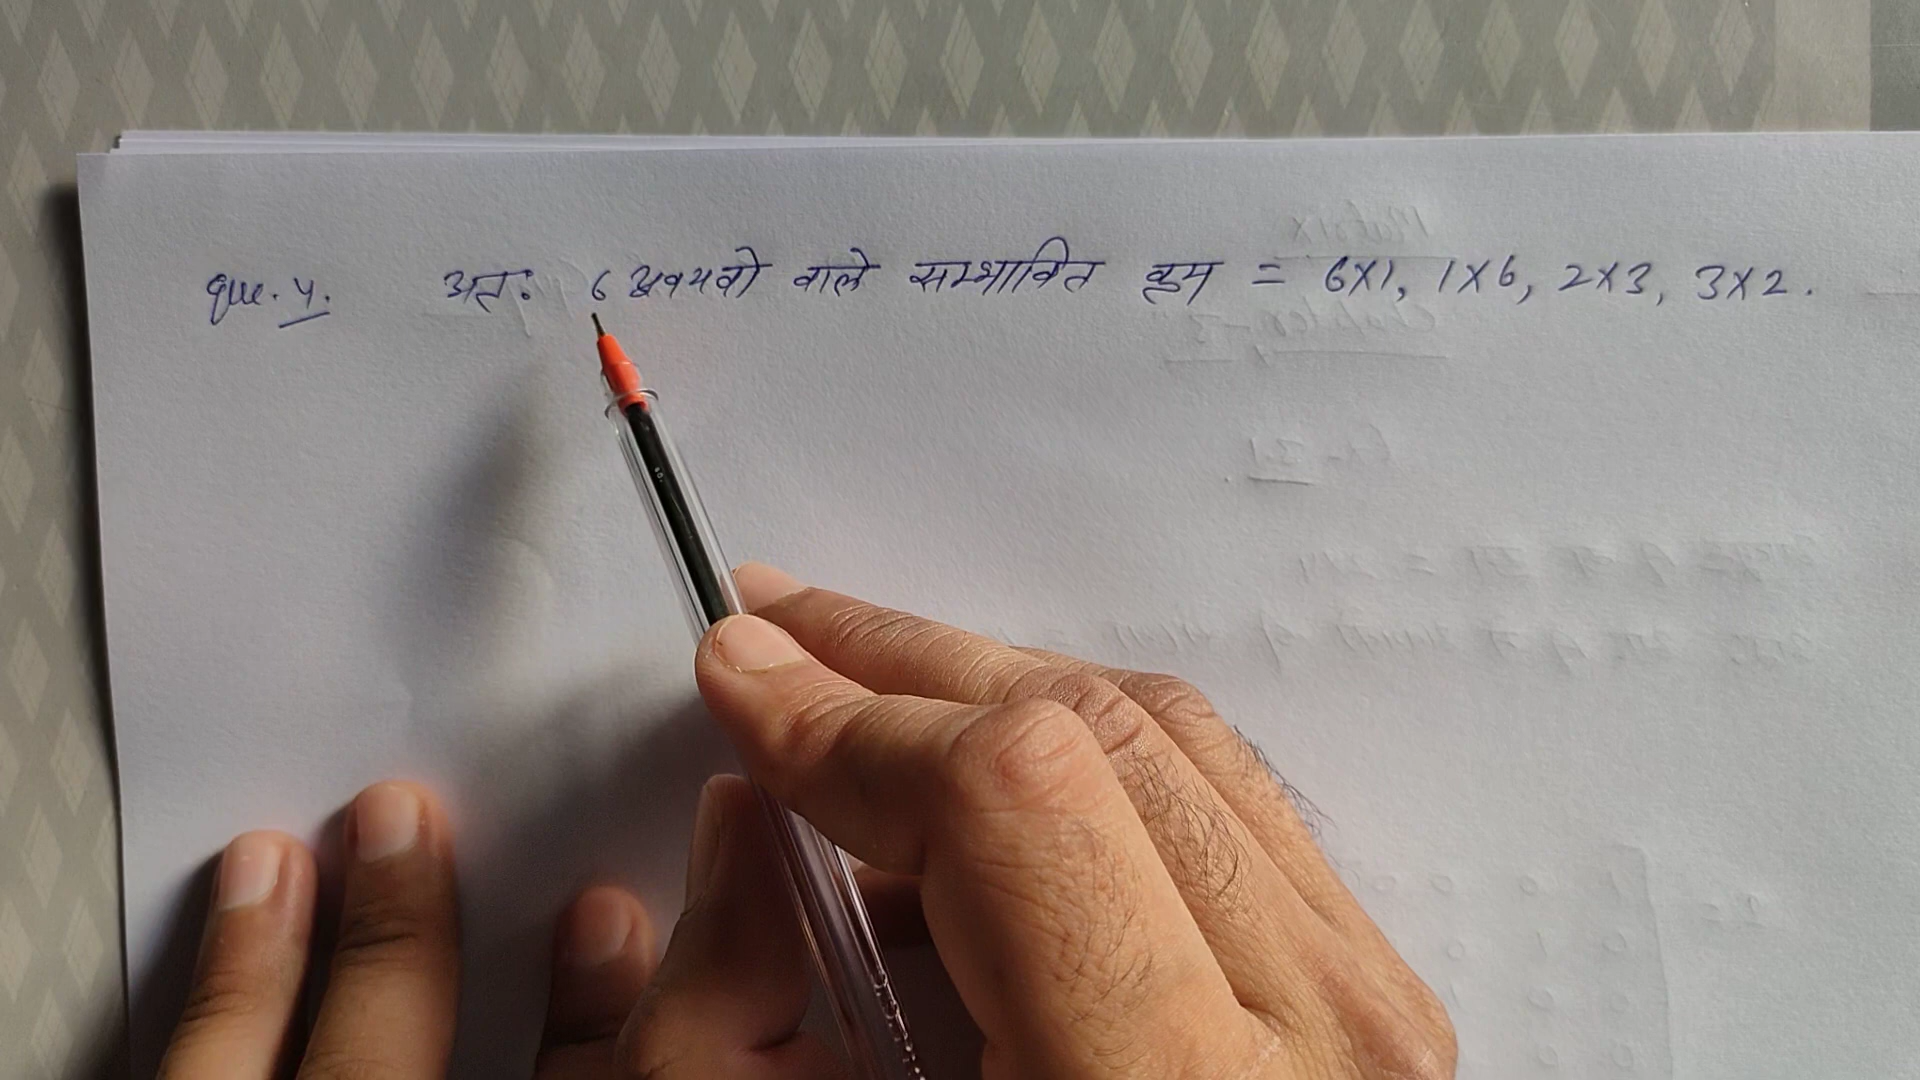 que. 4. अतः 6 अवयवो वाले सम्भावित क्रम = 6×1, 1×6, 2×3, 3×2.